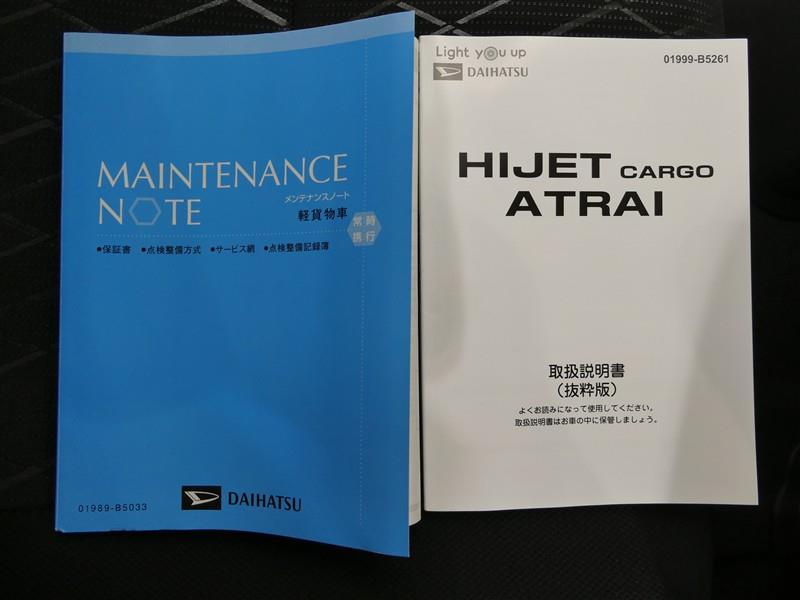 MAINTENANCE
NOTE
メンテナンスノート
軽貨物車
常時
携行
●保証書 ●点検整備方式 ●サービス網 ●点検整備記録簿
01989-B5033
DAIHATSU
Light you up
DAIHATSU
01999-B5261
HIJET CARGO
ATRAI
取扱説明書
（抜粋版）
よくお読みになって使用してください。
取扱説明書はお車の中に保管しましょう。